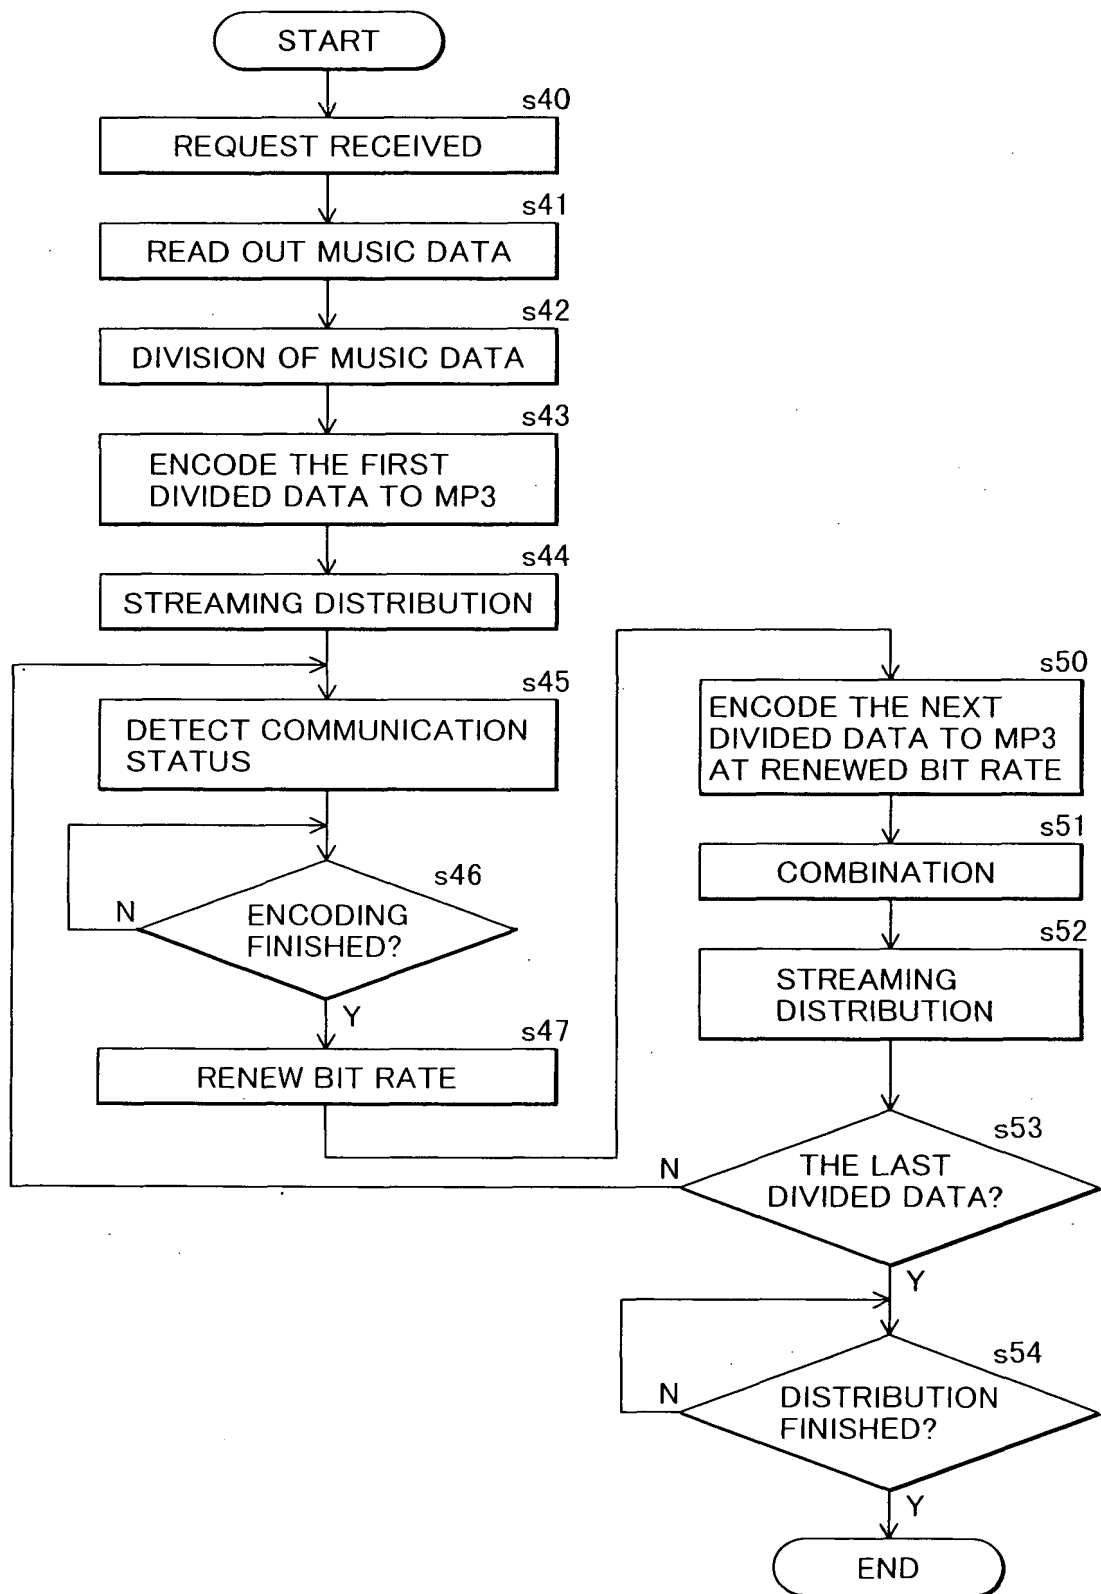 START
s40
REQUEST RECEIVED
s41
READ OUT MUSIC DATA
s42
DIVISION OF MUSIC DATA
s43
ENCODE THE FIRST
DIVIDED DATA TO MP3
s44
STREAMING DISTRIBUTION
s45
DETECT COMMUNICATION
STATUS
s46
N
ENCODING
FINISHED?
Y
s47
RENEW BIT RATE
s50
ENCODE THE NEXT
DIVIDED DATA TO MP3
AT RENEWED BIT RATE
s51
COMBINATION
s52
STREAMING
DISTRIBUTION
s53
N
THE LAST
DIVIDED DATA?
Y
s54
N
DISTRIBUTION
FINISHED?
Y
END